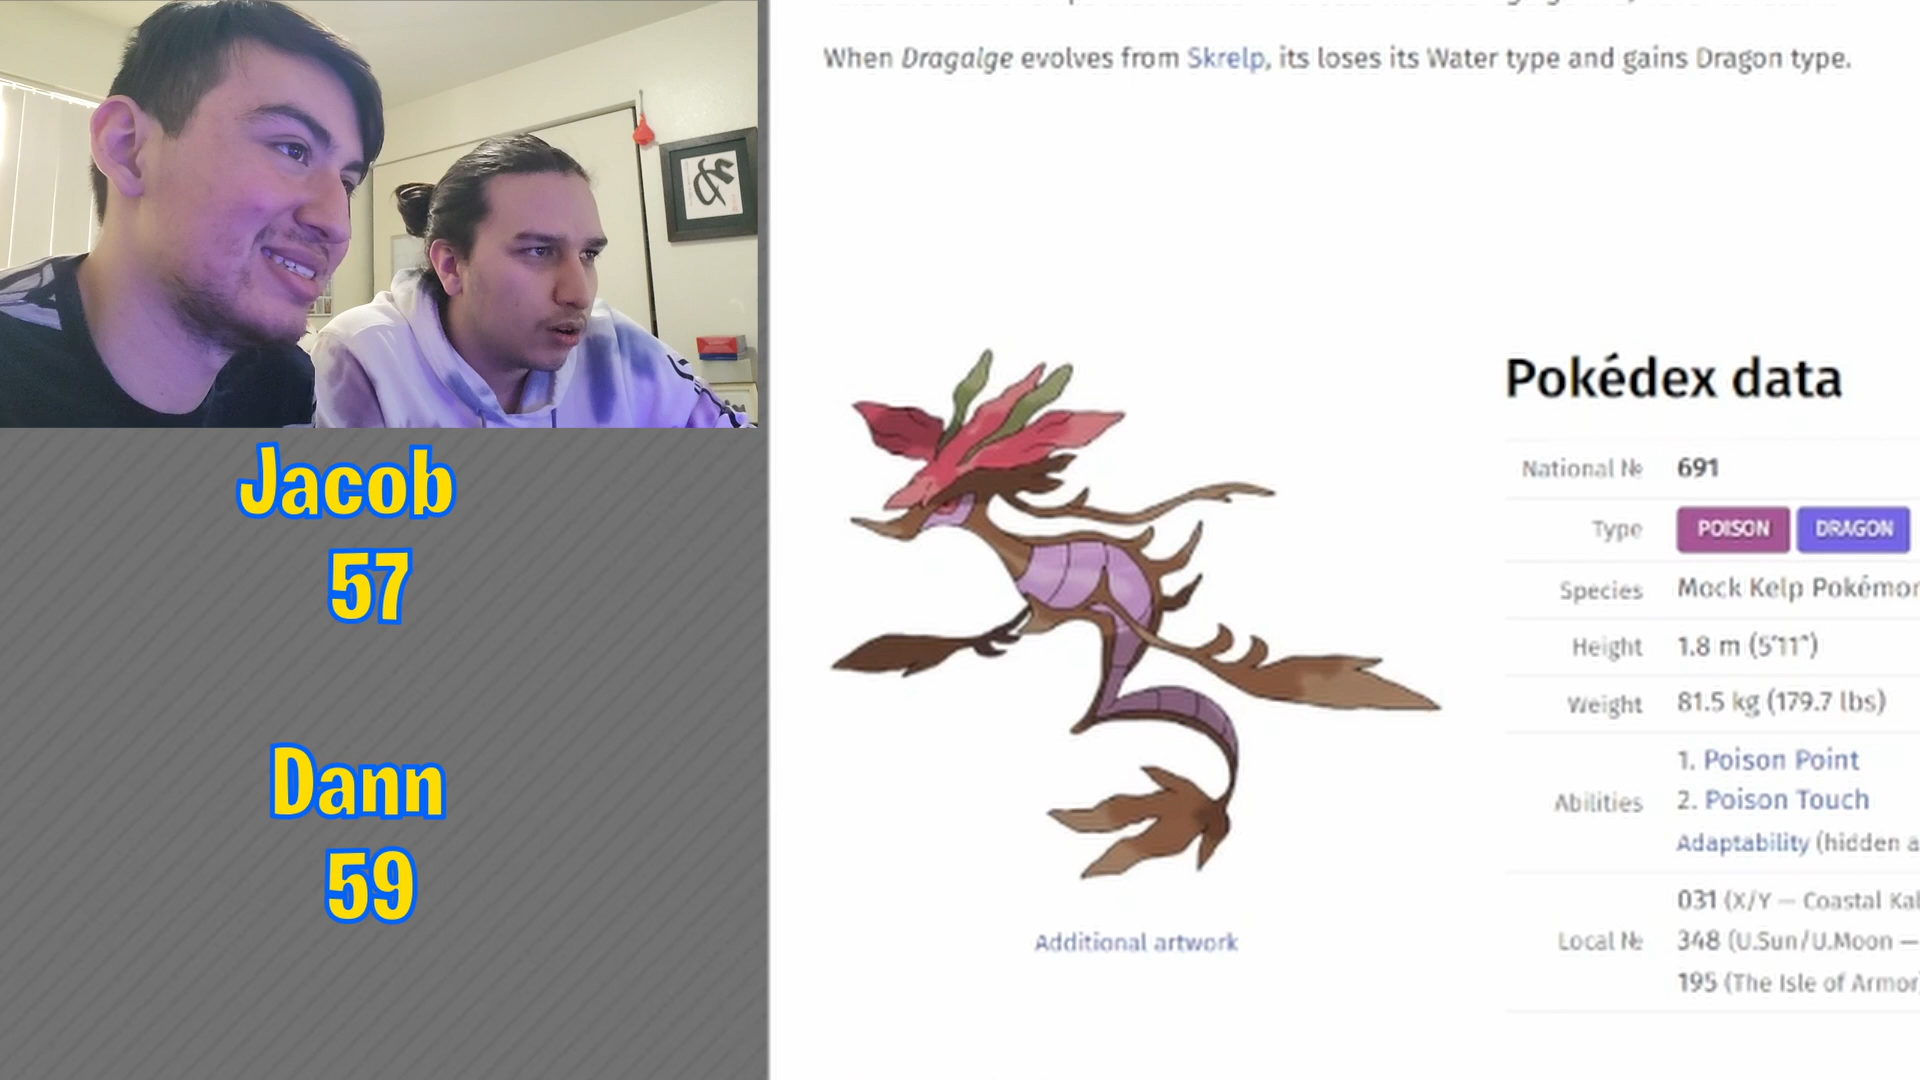 When Dragalge evolves from Skrelp, its loses its Water type and gains Dragon type.
Jacob
57
Dann
59
Additional artwork
Pokédex data
National № 691
Type POISON DRAGON
Species Mock Kelp Pokémon
Height 1.8 m (5'11")
Weight 81.5 kg (179.7 lbs)
Abilities 1. Poison Point
2. Poison Touch
Adaptability (hidden a
Local № 031 (X/Y — Coastal Kal
348 (U.Sun/U.Moon —
195 (The Isle of Armor)